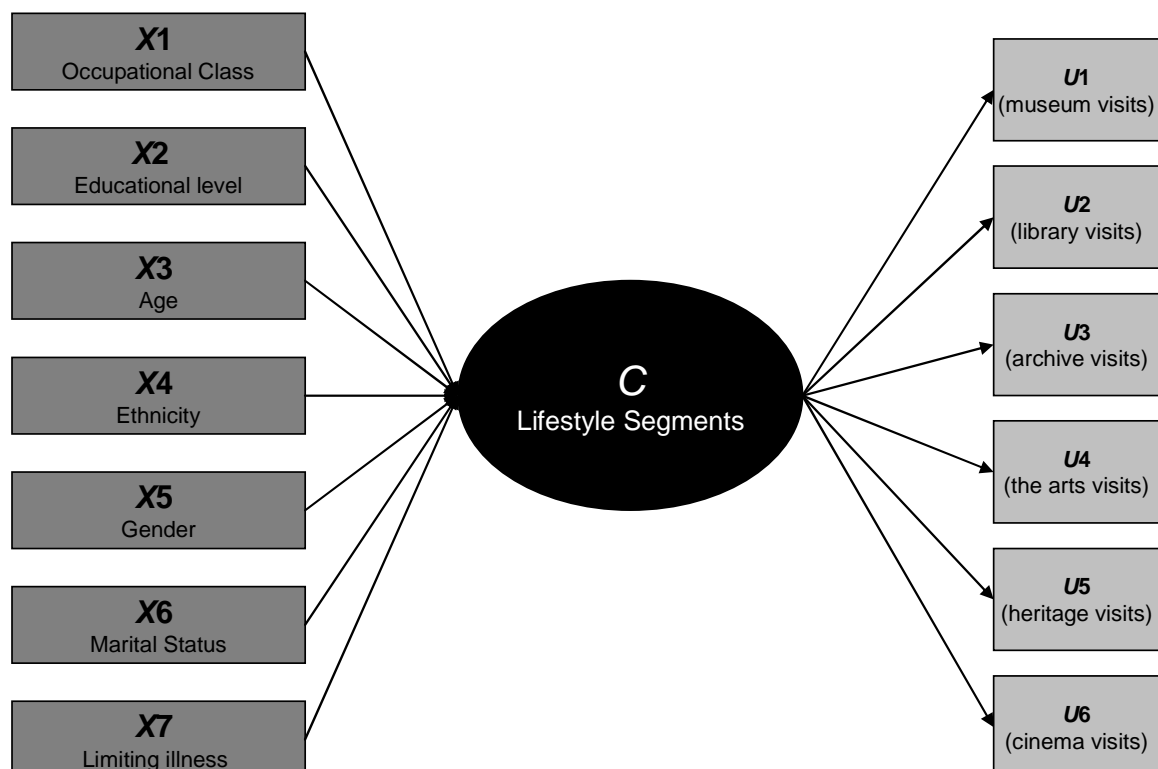 X1
Occupational Class
X2
Educational level
X3
Age
X4
Ethnicity
X5
Gender
X6
Marital Status
X7
Limiting illness
C
Lifestyle Segments
U1
(museum visits)
U2
(library visits)
U3
(archive visits)
U4
(the arts visits)
U5
(heritage visits)
U6
(cinema visits)